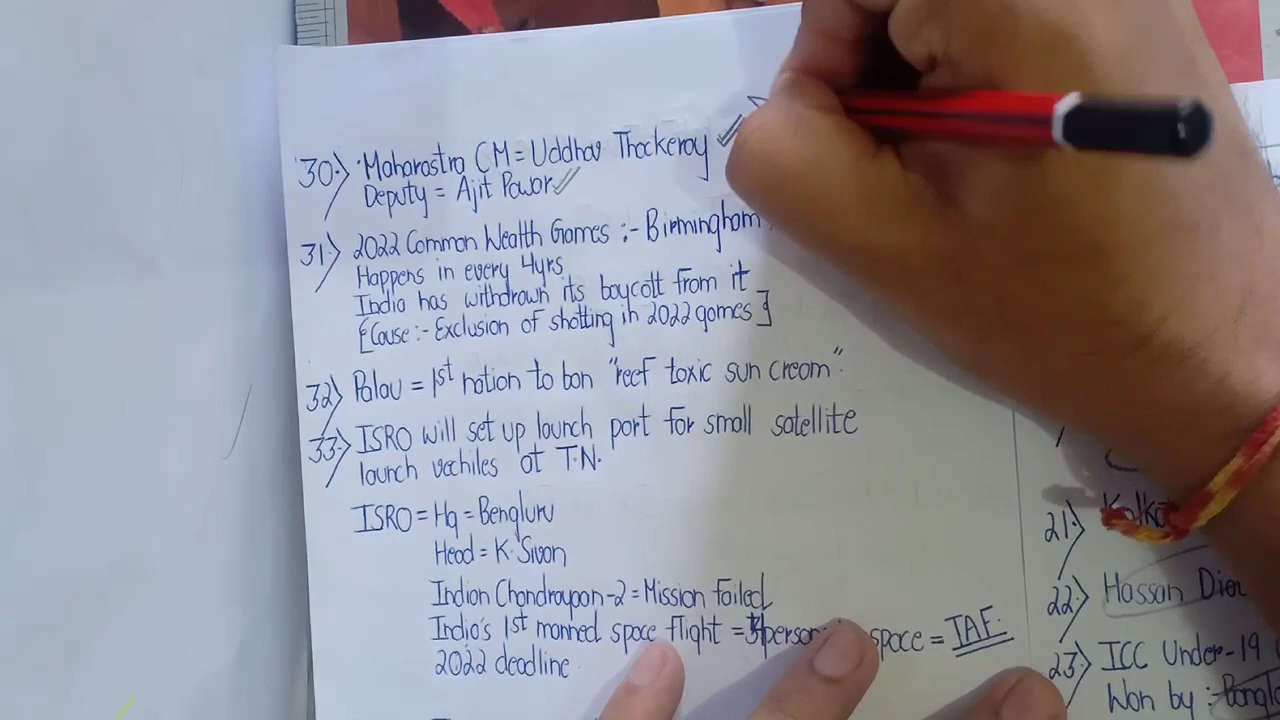 30.) Maharastra CM = Uddhav Thackeray
Deputy = Ajit Pawar
31.) 2022 Common Wealth Games :- Birmingham
Happens in every 4yrs
India has withdrawn its boycott from it
[Cause :- Exclusion of shotting in 2022 games]
32.) Palau = 1st nation to ban "reef toxic sun cream".
33.) ISRO will set up launch port for small satellite
launch vechiles at T.N.
ISRO = Hq = Bengluru
Head = K. Sivan
Indian Chandrayaan-2 = Mission failed
India's 1st manned space flight = person space = IAF.
2022 deadline.
21.)
22.) Hassan
23.) ICC Under-19
Won by :-